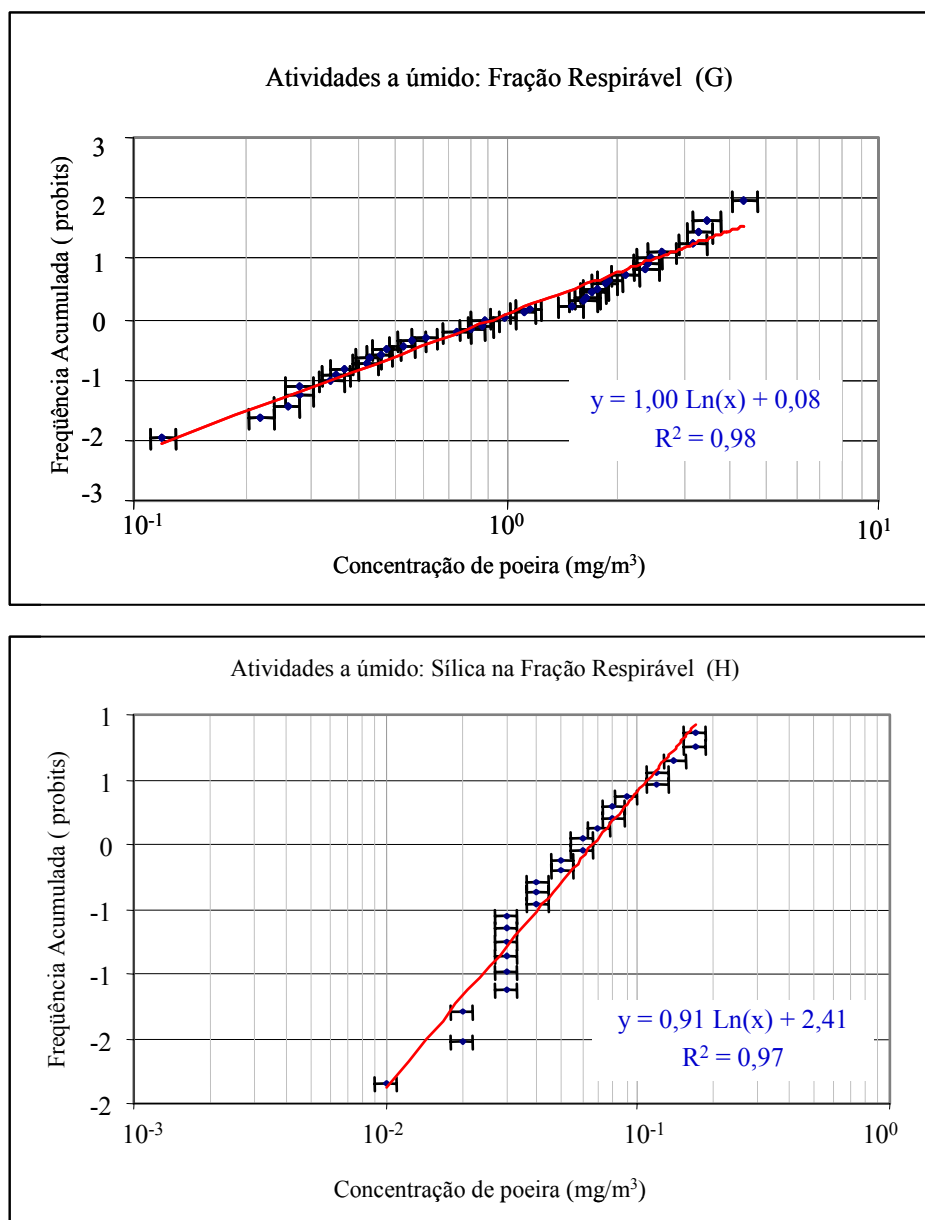 Atividades a úmido: Fração Respirável (G)
Freqüência Acumulada ( probits)
3
2
1
0
-1
-2
-3
y = 1,00 Ln(x) + 0,08
R² = 0,98
10⁻¹ 10⁰ 10¹
Concentração de poeira (mg/m³)
Atividades a úmido: Sílica na Fração Respirável (H)
Freqüência Acumulada ( probits)
1
1
0
-1
-1
-2
-2
y = 0,91 Ln(x) + 2,41
R² = 0,97
10⁻³ 10⁻² 10⁻¹ 10⁰
Concentração de poeira (mg/m³)